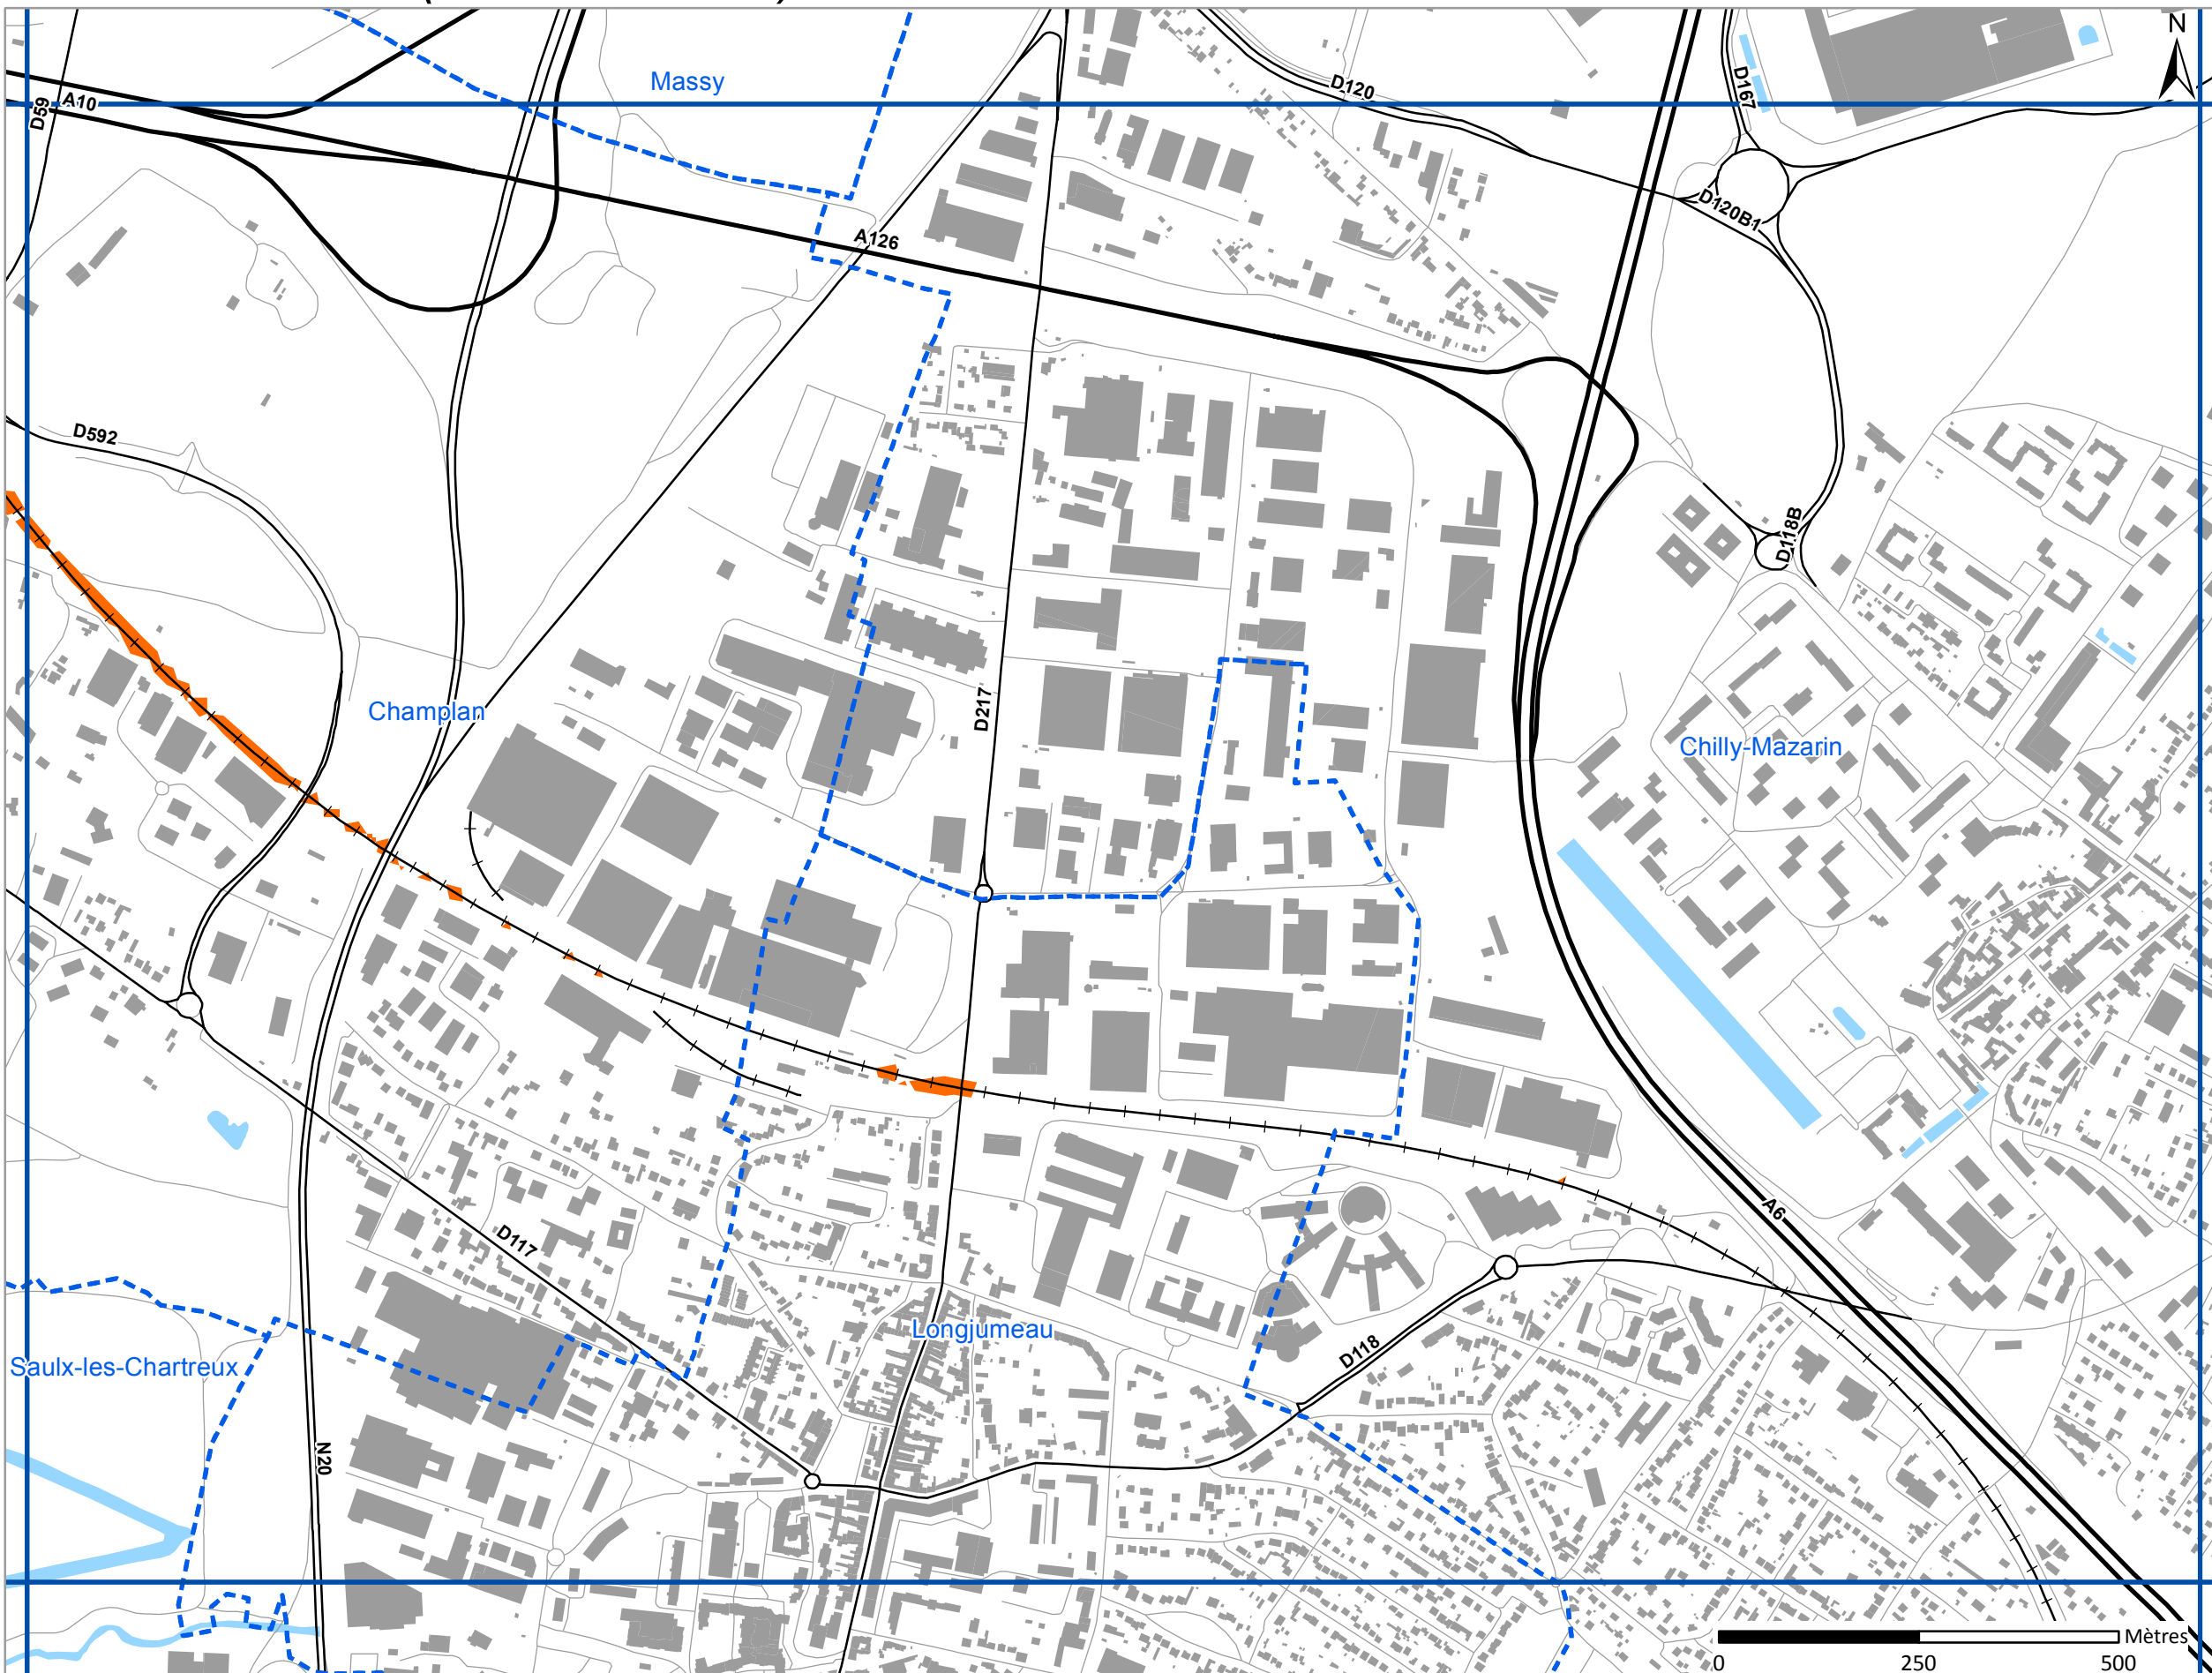 N
Massy
D120
D167
A10
D59
D120B1
A126
D592
D118B
Champlan
D217
Chilly-Mazarin
A6
D117
Longjumeau
D118
Saulx-les-Chartreux
N20
Mètres
0 250 500